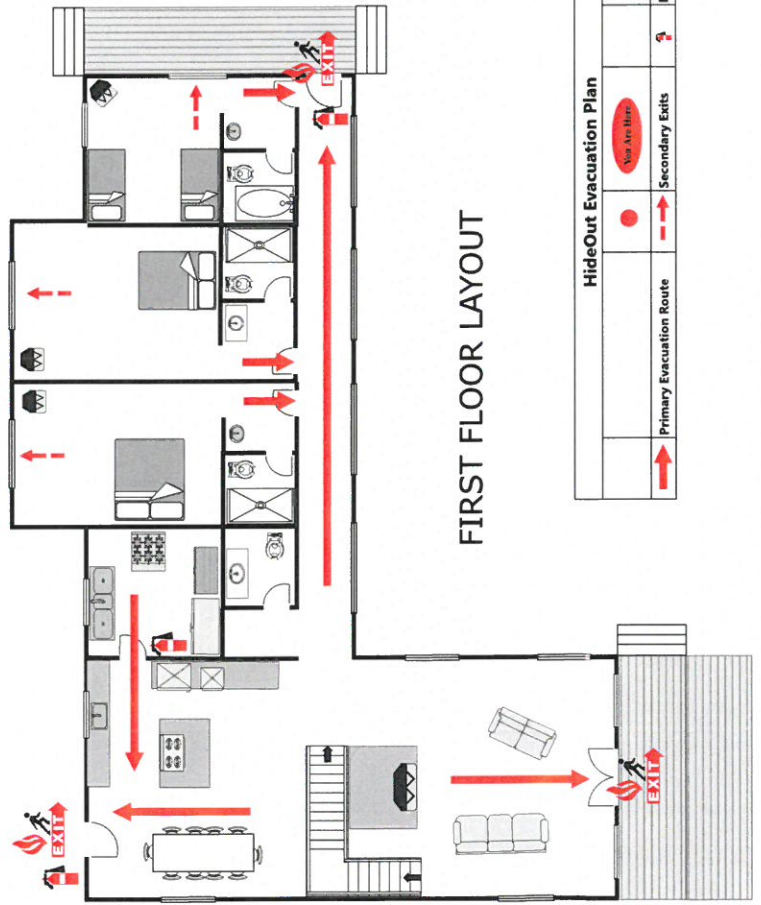 EXIT
EXIT
EXIT
FIRST FLOOR LAYOUT
HideOut Evacuation Plan
You Are Here
Primary Evacuation Route
Secondary Exits